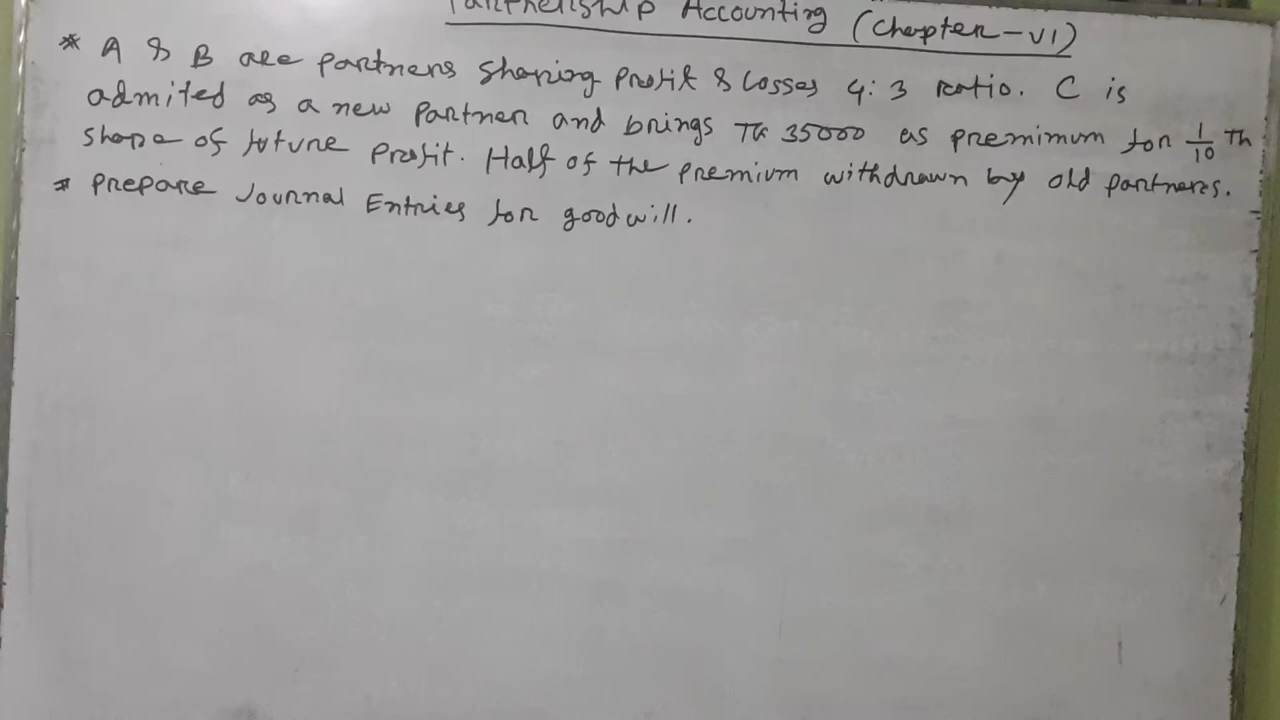 Partnership Accounting (Chapter-VI)
* A & B are partners sharing profit & losses 4:3 ratio. C is
admited as a new partner and brings TK 35000 as premimum for 1/10 Th
share of future profit. Half of the premium withdrawn by old partners.
* prepare Journal Entries for goodwill.